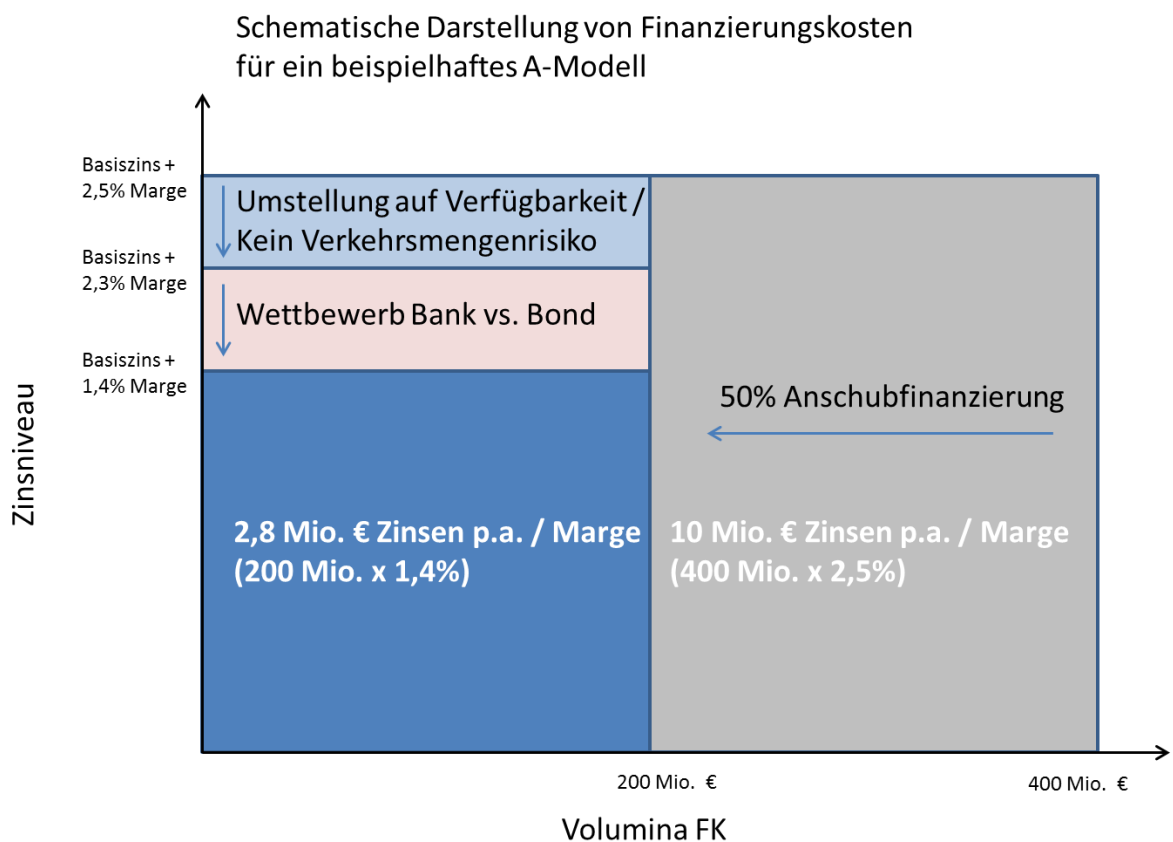 Schematische Darstellung von Finanzierungskosten
für ein beispielhaftes A-Modell
Basiszins +
2,5% Marge
Umstellung auf Verfügbarkeit /
Kein Verkehrsmengenrisiko
Basiszins +
2,3% Marge
Wettbewerb Bank vs. Bond
Basiszins +
1,4% Marge
50% Anschubfinanzierung
Zinsniveau
2,8 Mio. € Zinsen p.a. / Marge
(200 Mio. x 1,4%)
10 Mio. € Zinsen p.a. / Marge
(400 Mio. x 2,5%)
200 Mio. €
400 Mio. €
Volumina FK